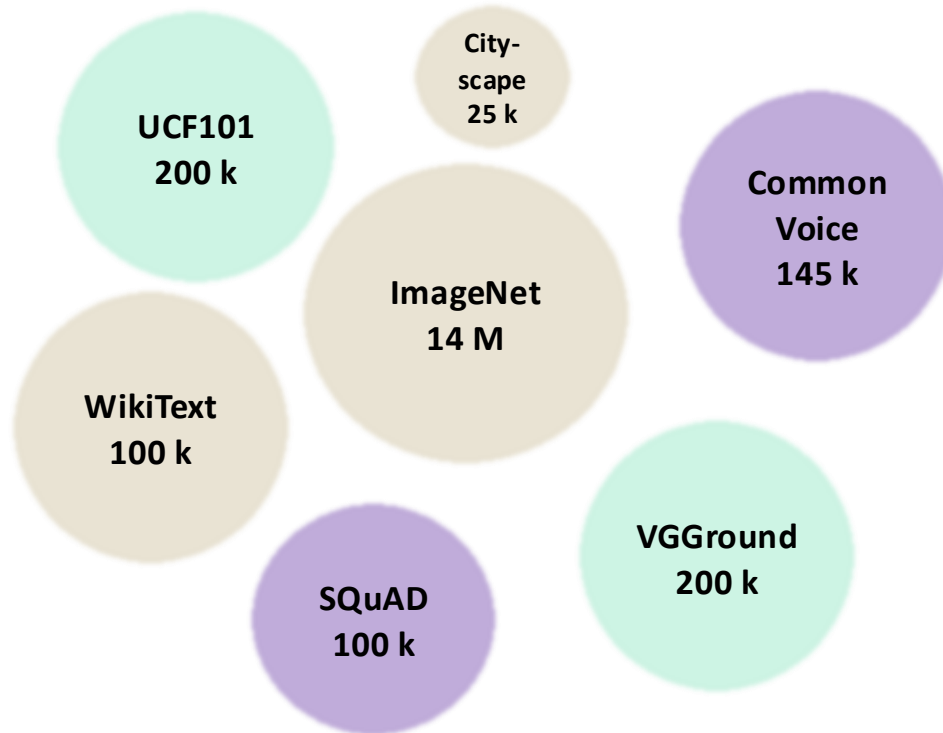 City-
scape
25 k
UCF101
200 k
Common
Voice
145 k
ImageNet
14 M
WikiText
100 k
VGGround
200 k
SQuAD
100 k